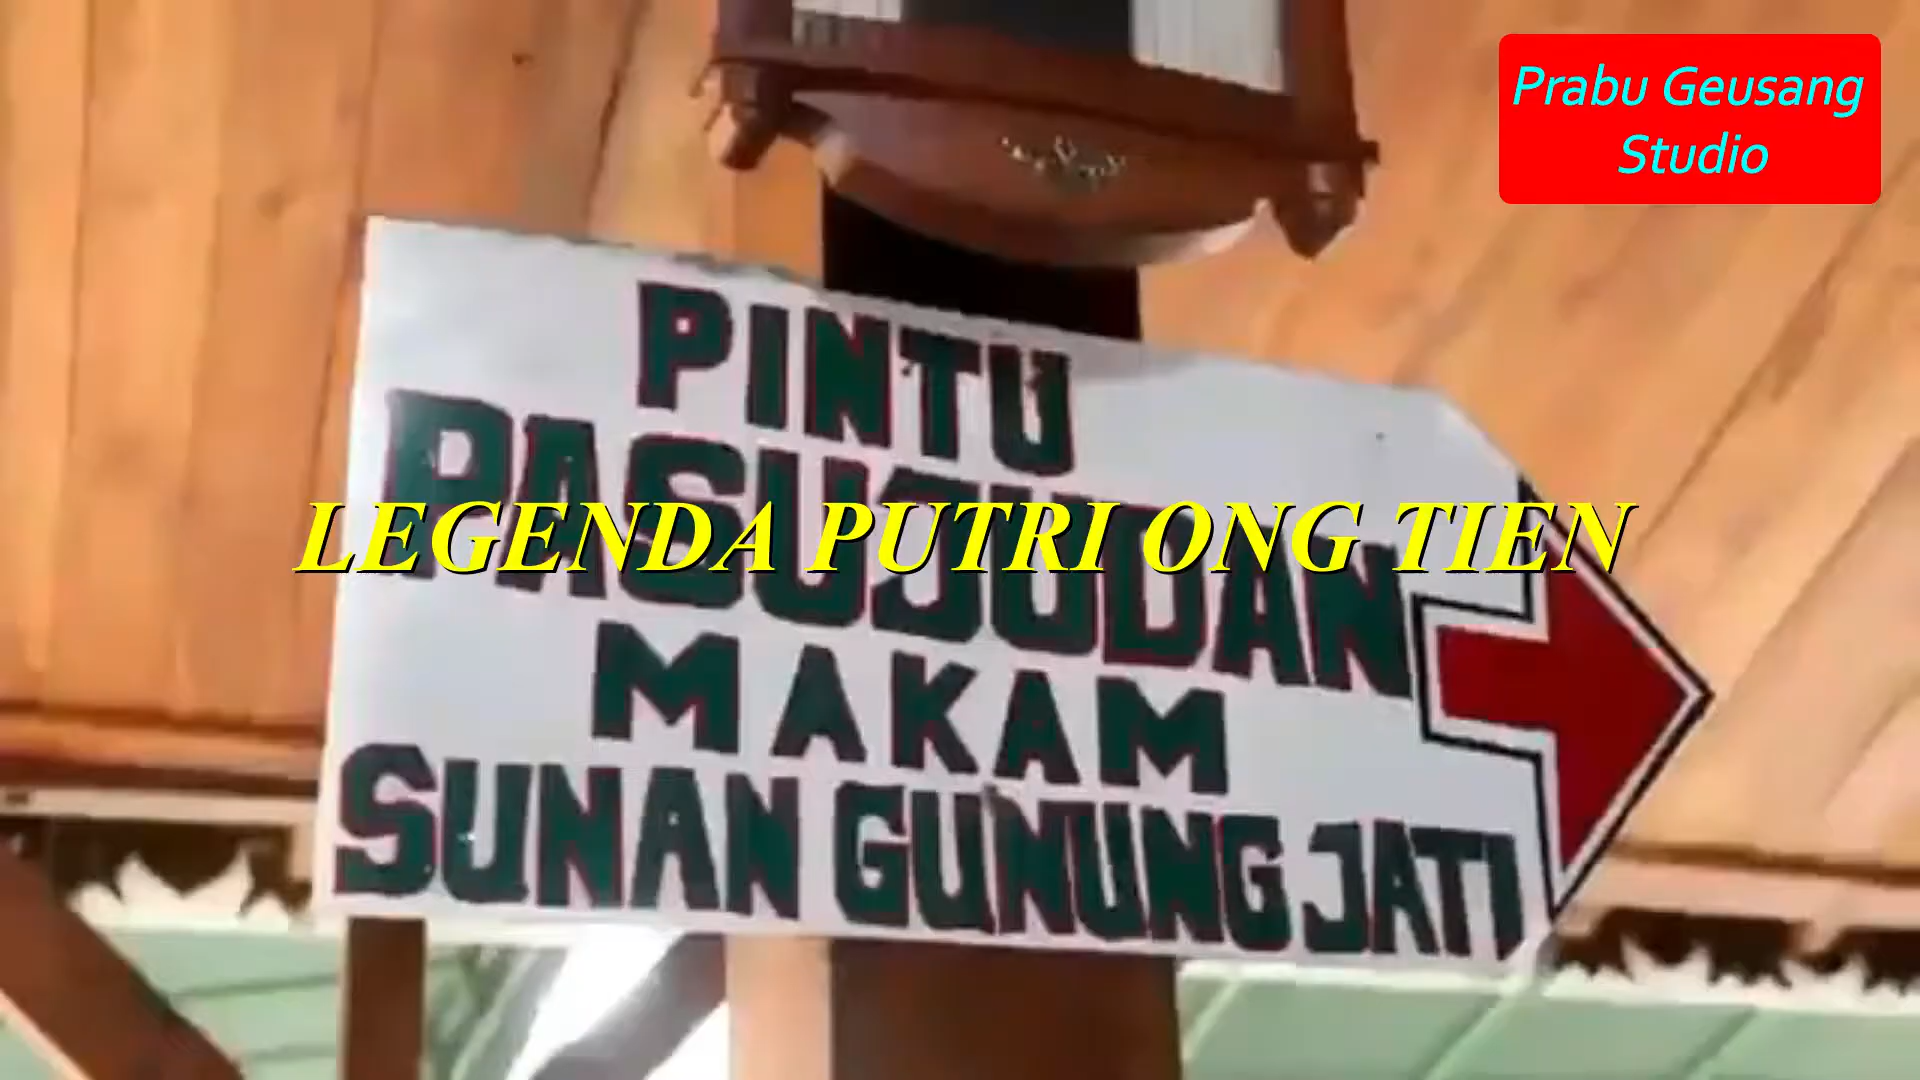 Prabu Geusang
Studio
PINTU
PASUJUDAN
LEGENDA PUTRI ONG TIEN
MAKAM
SUNAN GUNUNG JATI